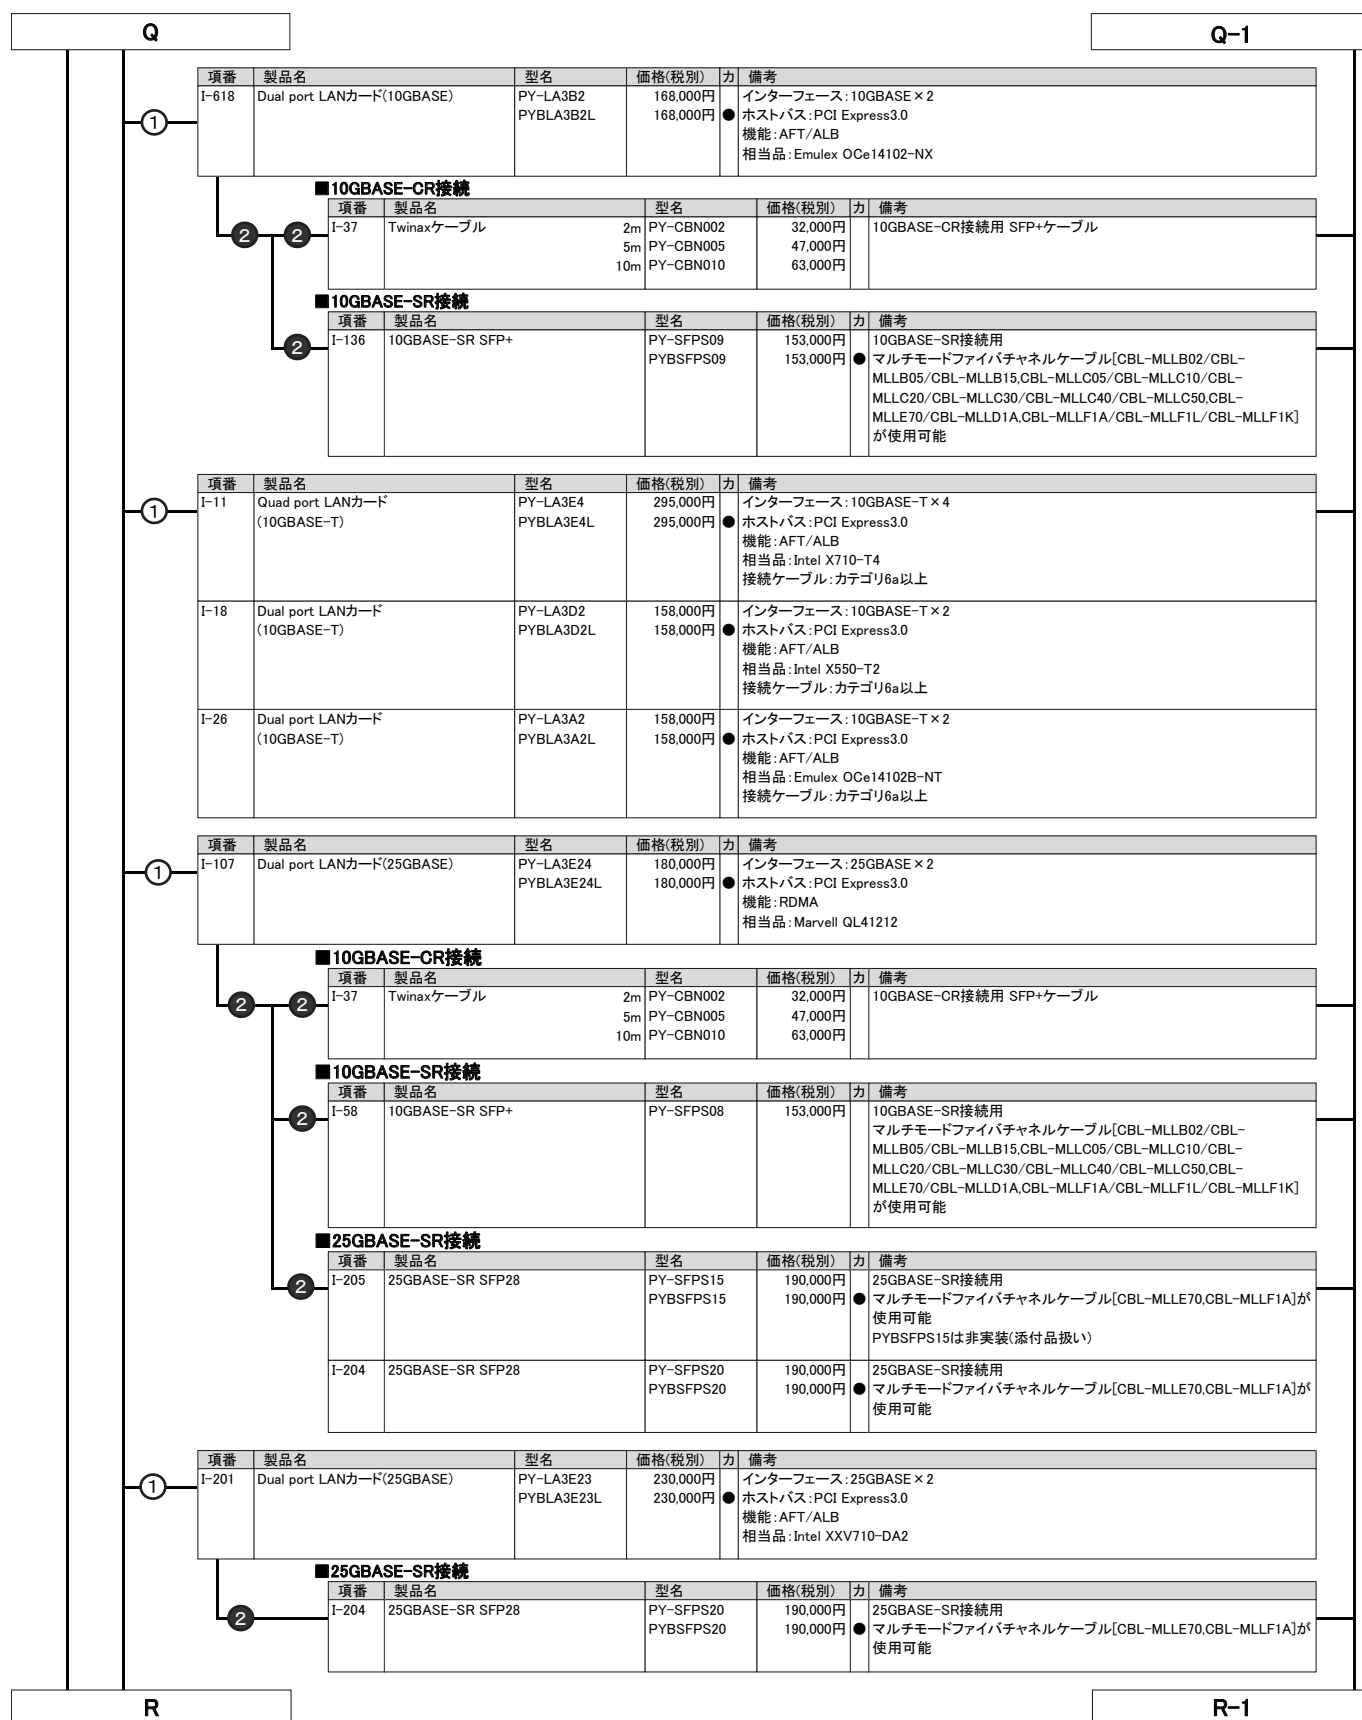 Q
Q-1
項番 製品名 型名 価格(税別) カ 備考
I-618 Dual port LANカード(10GBASE) PY-LA3B2 168,000円 インターフェース:10GBASE×2
PYBLA3B2L 168,000円 ● ホストバス:PCI Express3.0
機能:AFT/ALB
相当品:Emulex OCe14102-NX
①
■10GBASE-CR接続
項番 製品名 型名 価格(税別) カ 備考
❷ ❷ I-37 Twinaxケーブル 2m PY-CBN002 32,000円 10GBASE-CR接続用 SFP+ケーブル
5m PY-CBN005 47,000円
10m PY-CBN010 63,000円
■10GBASE-SR接続
項番 製品名 型名 価格(税別) カ 備考
❷ I-136 10GBASE-SR SFP+ PY-SFPS09 153,000円 10GBASE-SR接続用
PYBSFPS09 153,000円 ● マルチモードファイバチャネルケーブル[CBL-MLLB02/CBL-
MLLB05/CBL-MLLB15,CBL-MLLC05/CBL-MLLC10/CBL-
MLLC20/CBL-MLLC30/CBL-MLLC40/CBL-MLLC50,CBL-
MLLE70/CBL-MLLD1A,CBL-MLLF1A/CBL-MLLF1L/CBL-MLLF1K]
が使用可能
項番 製品名 型名 価格(税別) カ 備考
① I-11 Quad port LANカード PY-LA3E4 295,000円 インターフェース:10GBASE-T×4
(10GBASE-T) PYBLA3E4L 295,000円 ● ホストバス:PCI Express3.0
機能:AFT/ALB
相当品:Intel X710-T4
接続ケーブル:カテゴリ6a以上
I-18 Dual port LANカード PY-LA3D2 158,000円 インターフェース:10GBASE-T×2
(10GBASE-T) PYBLA3D2L 158,000円 ● ホストバス:PCI Express3.0
機能:AFT/ALB
相当品:Intel X550-T2
接続ケーブル:カテゴリ6a以上
I-26 Dual port LANカード PY-LA3A2 158,000円 インターフェース:10GBASE-T×2
(10GBASE-T) PYBLA3A2L 158,000円 ● ホストバス:PCI Express3.0
機能:AFT/ALB
相当品:Emulex OCe14102B-NT
接続ケーブル:カテゴリ6a以上
項番 製品名 型名 価格(税別) カ 備考
① I-107 Dual port LANカード(25GBASE) PY-LA3E24 180,000円 インターフェース:25GBASE×2
PYBLA3E24L 180,000円 ● ホストバス:PCI Express3.0
機能:RDMA
相当品:Marvell QL41212
■10GBASE-CR接続
項番 製品名 型名 価格(税別) カ 備考
❷ ❷ I-37 Twinaxケーブル 2m PY-CBN002 32,000円 10GBASE-CR接続用 SFP+ケーブル
5m PY-CBN005 47,000円
10m PY-CBN010 63,000円
■10GBASE-SR接続
項番 製品名 型名 価格(税別) カ 備考
❷ I-58 10GBASE-SR SFP+ PY-SFPS08 153,000円 10GBASE-SR接続用
マルチモードファイバチャネルケーブル[CBL-MLLB02/CBL-
MLLB05/CBL-MLLB15,CBL-MLLC05/CBL-MLLC10/CBL-
MLLC20/CBL-MLLC30/CBL-MLLC40/CBL-MLLC50,CBL-
MLLE70/CBL-MLLD1A,CBL-MLLF1A/CBL-MLLF1L/CBL-MLLF1K]
が使用可能
■25GBASE-SR接続
項番 製品名 型名 価格(税別) カ 備考
❷ I-205 25GBASE-SR SFP28 PY-SFPS15 190,000円 25GBASE-SR接続用
PYBSFPS15 190,000円 ● マルチモードファイバチャネルケーブル[CBL-MLLE70,CBL-MLLF1A]が
使用可能
PYBSFPS15は非実装(添付品扱い)
I-204 25GBASE-SR SFP28 PY-SFPS20 190,000円 25GBASE-SR接続用
PYBSFPS20 190,000円 ● マルチモードファイバチャネルケーブル[CBL-MLLE70,CBL-MLLF1A]が
使用可能
項番 製品名 型名 価格(税別) カ 備考
① I-201 Dual port LANカード(25GBASE) PY-LA3E23 230,000円 インターフェース:25GBASE×2
PYBLA3E23L 230,000円 ● ホストバス:PCI Express3.0
機能:AFT/ALB
相当品:Intel XXV710-DA2
■25GBASE-SR接続
項番 製品名 型名 価格(税別) カ 備考
❷ I-204 25GBASE-SR SFP28 PY-SFPS20 190,000円 25GBASE-SR接続用
PYBSFPS20 190,000円 ● マルチモードファイバチャネルケーブル[CBL-MLLE70,CBL-MLLF1A]が
使用可能
R
R-1